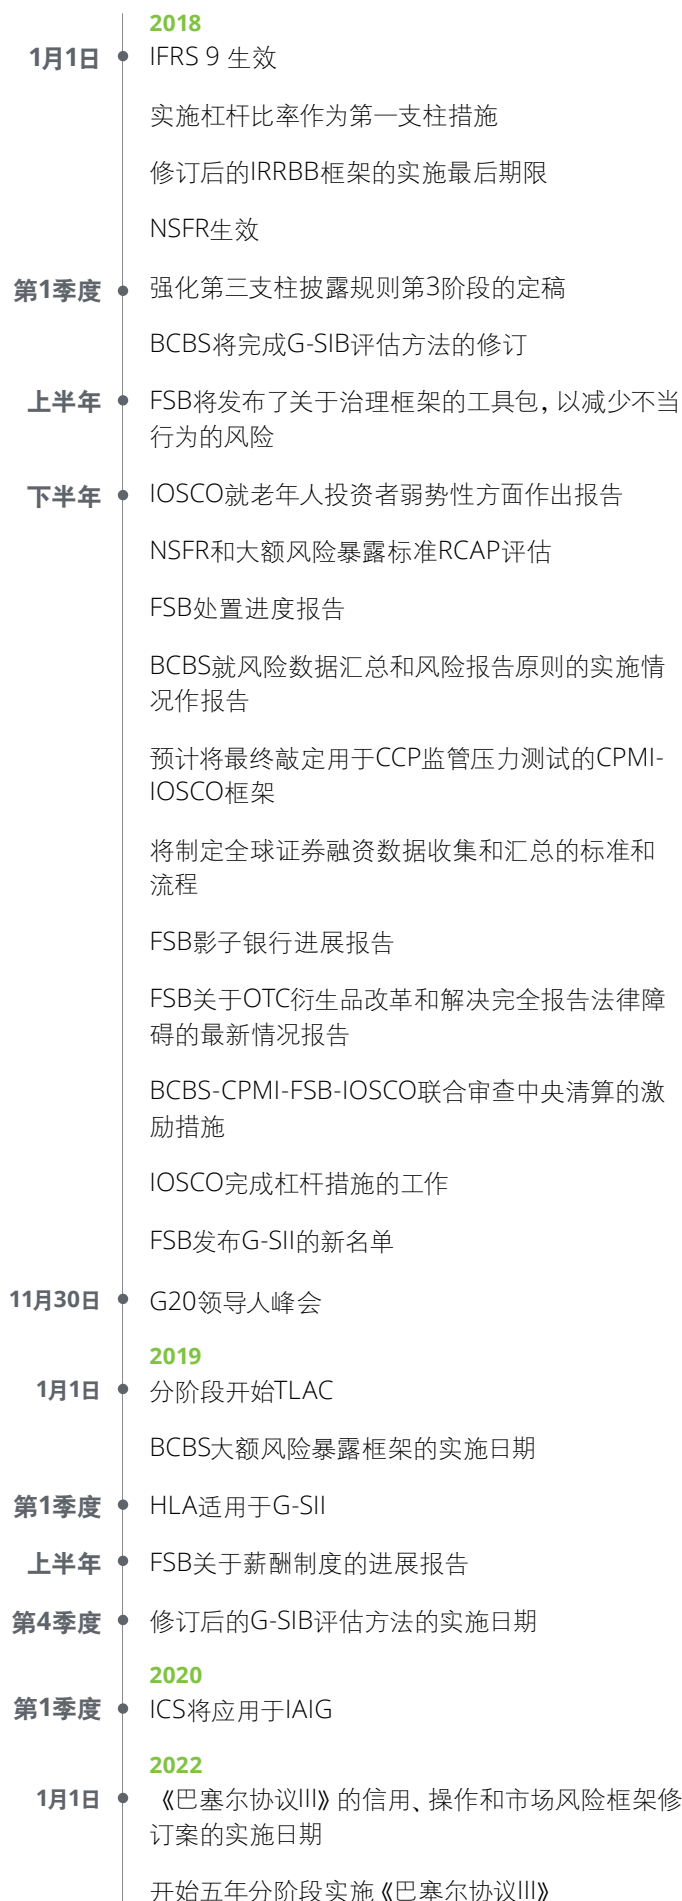 2018
1月1日 IFRS 9 生效
实施杠杆比率作为第一支柱措施
修订后的IRRBB框架的实施最后期限
NSFR生效
第1季度 强化第三支柱披露规则第3阶段的定稿
BCBS将完成G-SIB评估方法的修订
上半年 FSB将发布了关于治理框架的工具包，以减少不当
行为的风险
下半年 IOSCO就老年人投资者弱势性方面作出报告
NSFR和大额风险暴露标准RCAP评估
FSB处置进度报告
BCBS就风险数据汇总和风险报告原则的实施情
况作报告
预计将最终敲定用于CCP监管压力测试的CPMI-
IOSCO框架
将制定全球证券融资数据收集和汇总的标准和
流程
FSB影子银行进展报告
FSB关于OTC衍生品改革和解决完全报告法律障
碍的最新情况报告
BCBS-CPMI-FSB-IOSCO联合审查中央清算的激
励措施
IOSCO完成杠杆措施的工作
FSB发布G-SII的新名单
11月30日 G20领导人峰会
2019
1月1日 分阶段开始TLAC
BCBS大额风险暴露框架的实施日期
第1季度 HLA适用于G-SII
上半年 FSB关于薪酬制度的进展报告
第4季度 修订后的G-SIB评估方法的实施日期
2020
第1季度 ICS将应用于IAIG
2022
1月1日 《巴塞尔协议III》的信用、操作和市场风险框架修
订案的实施日期
开始五年分阶段实施《巴塞尔协议III》